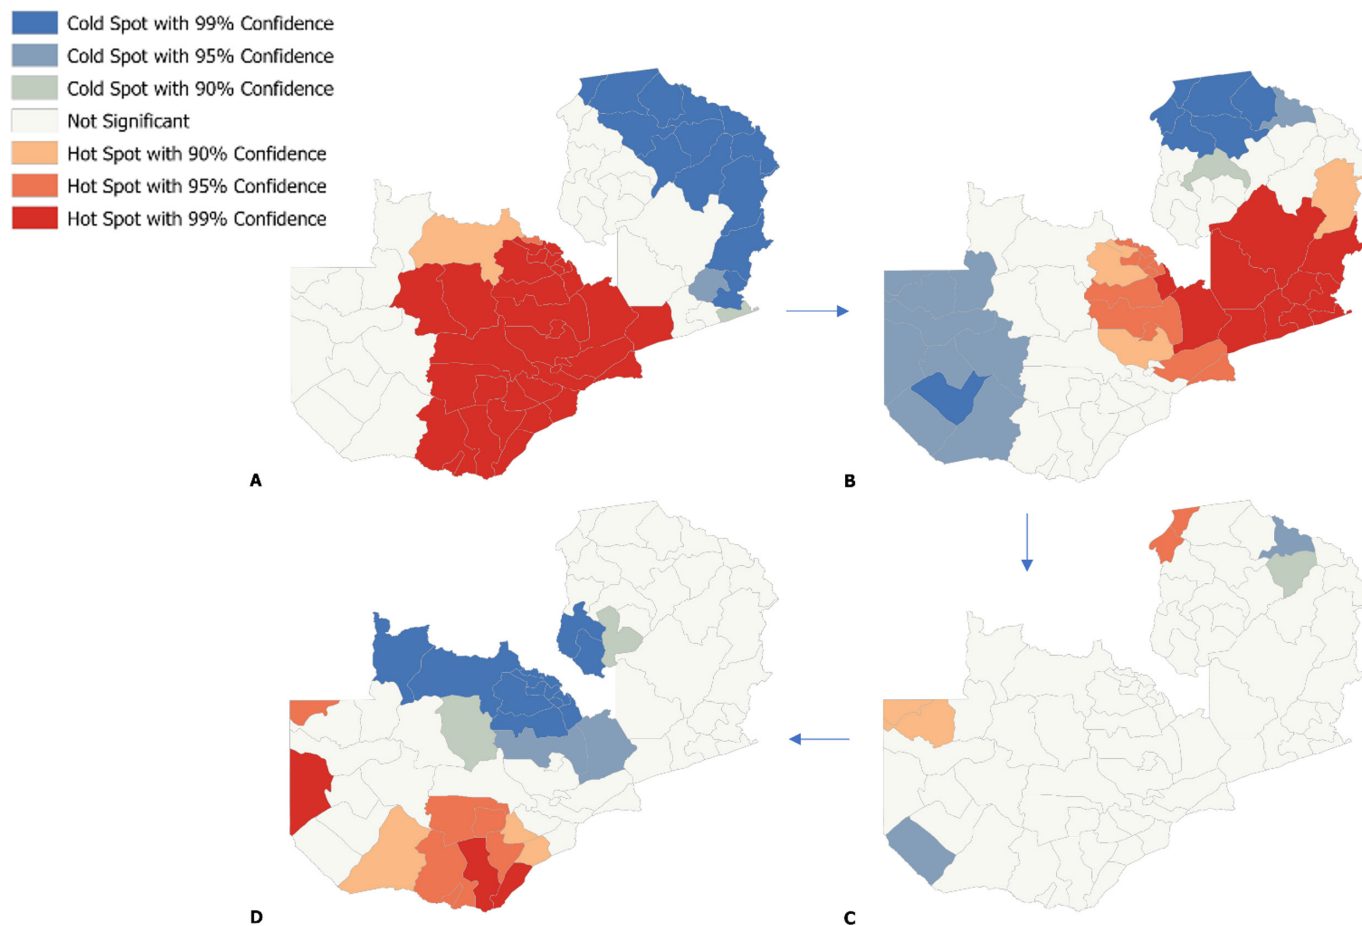 Cold Spot with 99% Confidence
Cold Spot with 95% Confidence
Cold Spot with 90% Confidence
Not Significant
Hot Spot with 90% Confidence
Hot Spot with 95% Confidence
Hot Spot with 99% Confidence
A
B
D
C